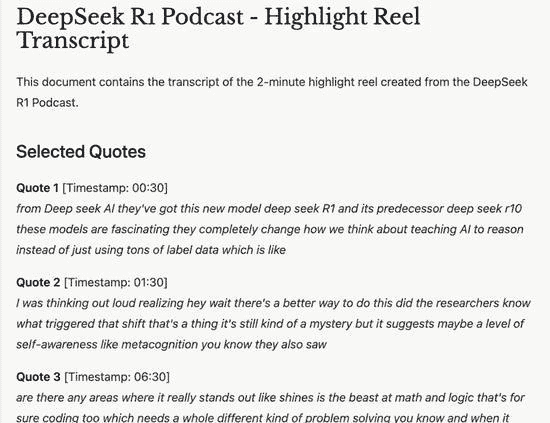 DeepSeek R1 Podcast - Highlight Reel
Transcript
This document contains the transcript of the 2-minute highlight reel created from the DeepSeek
R1 Podcast.
Selected Quotes
Quote 1 [Timestamp: 00:30]
from Deep seek AI they've got this new model deep seek R1 and its predecessor deep seek r10
these models are fascinating they completely change how we think about teaching AI to reason
instead of just using tons of label data which is like
Quote 2 [Timestamp: 01:30]
I was thinking out loud realizing hey wait there's a better way to do this did the researchers know
what triggered that shift that's a thing it's still kind of a mystery but it suggests maybe a level of
self-awareness like metacognition you know they also saw
Quote 3 [Timestamp: 06:30]
are there any areas where it really stands out like shines is the beast at math and logic that's for
sure coding too which needs a whole different kind of problem solving you know and when it